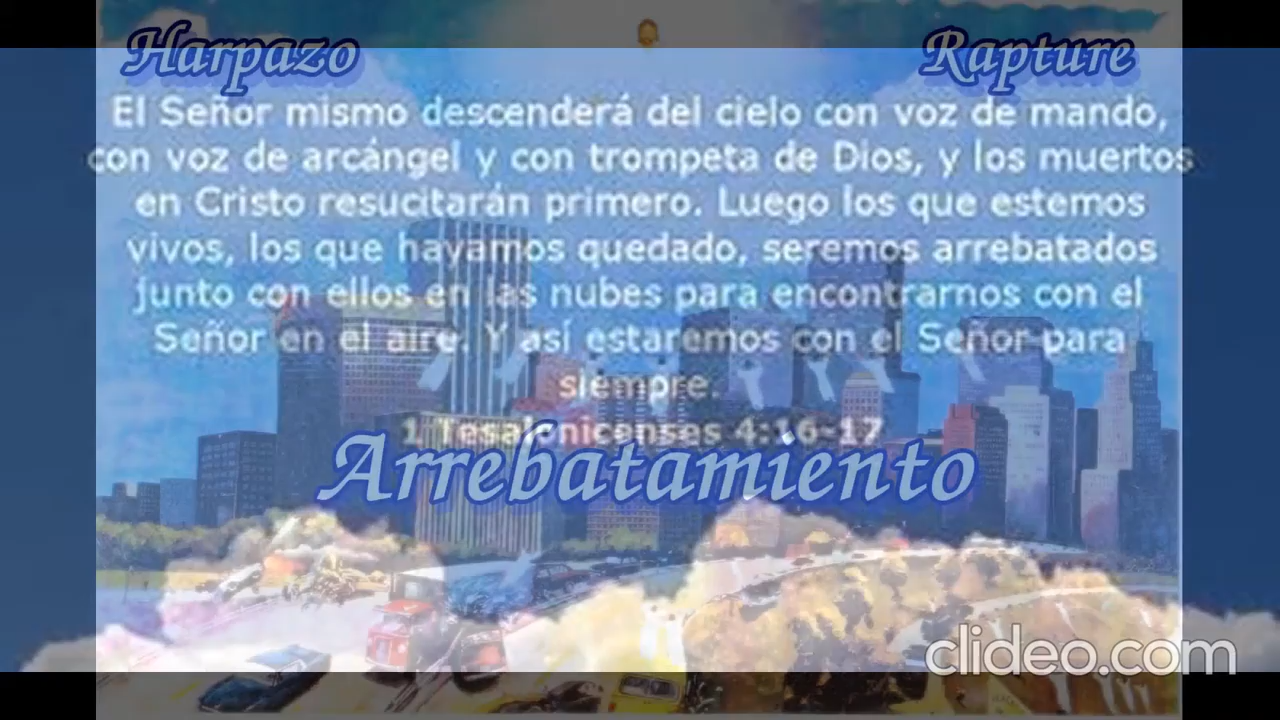 Harpazo
Rapture
El Señor mismo descenderá del cielo con voz de mando,
con voz de arcángel y con trompeta de Dios, y los muertos
en Cristo resucitarán primero. Luego los que estemos
vivos, los que hayamos quedado, seremos arrebatados
junto con ellos en las nubes para encontrarnos con el
Señor en el aire. Y así estaremos con el Señor para
siempre.
1 Tesalonicenses 4:16-17
Arrebatamiento
clideo.com